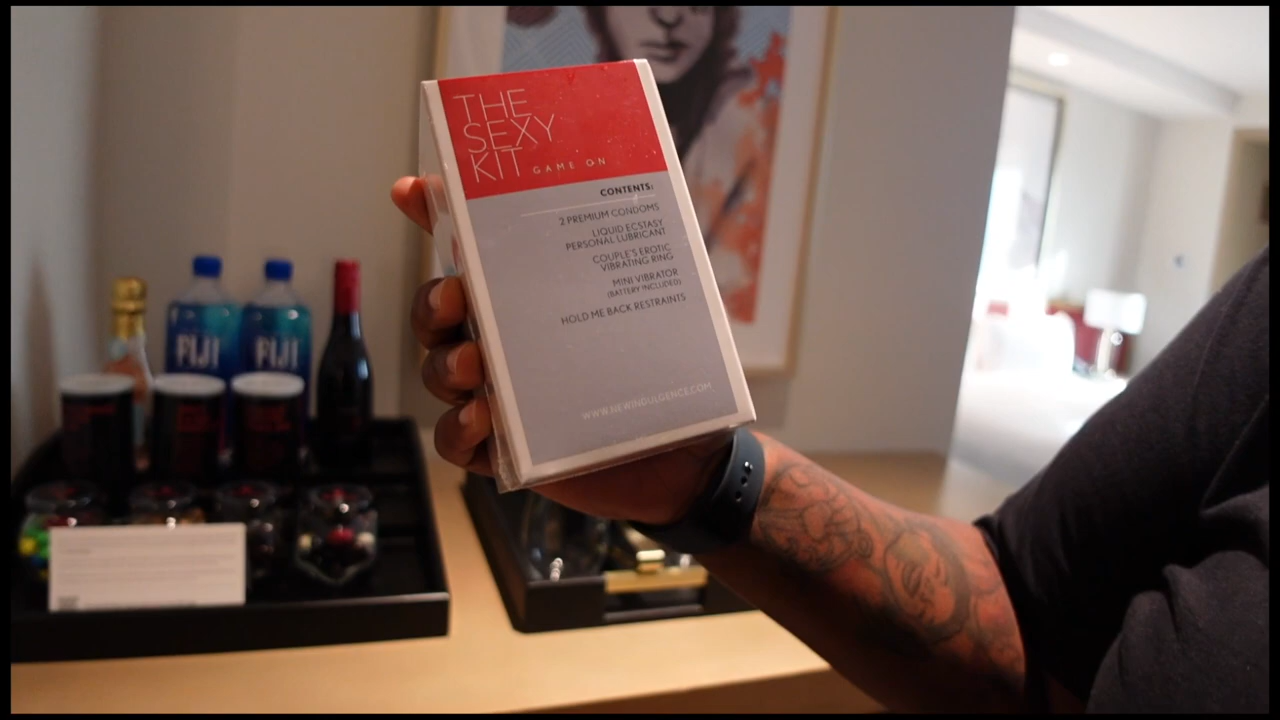 THE
SEXY
KIT GAME ON
CONTENTS:
2 PREMIUM CONDOMS
LIQUID ECSTASY
PERSONAL LUBRICANT
COUPLE'S EROTIC
VIBRATING RING
MINI VIBRATOR
(BATTERY INCLUDED)
HOLD ME BACK RESTRAINTS
WWW.NEWINDULGENCE.COM
FIJI
FIJI